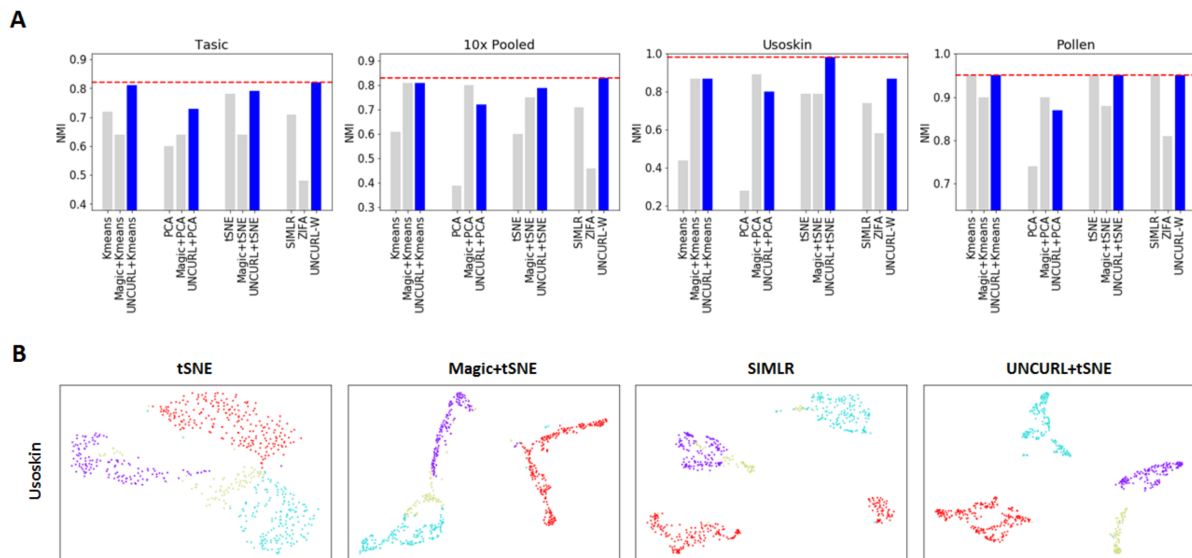 A
Tasic
NMI
0.9
0.8
0.7
0.6
0.5
0.4
Kmeans
Magic+Kmeans
UNCURL+Kmeans
PCA
Magic+PCA
UNCURL+PCA
tSNE
Magic+tSNE
UNCURL+tSNE
SIMLR
ZIFA
UNCURL-W
10x Pooled
NMI
0.9
0.8
0.7
0.6
0.5
0.4
0.3
Kmeans
Magic+Kmeans
UNCURL+Kmeans
PCA
Magic+PCA
UNCURL+PCA
tSNE
Magic+tSNE
UNCURL+tSNE
SIMLR
ZIFA
UNCURL-W
Usoskin
NMI
1.0
0.8
0.6
0.4
0.2
Kmeans
Magic+Kmeans
UNCURL+Kmeans
PCA
Magic+PCA
UNCURL+PCA
tSNE
Magic+tSNE
UNCURL+tSNE
SIMLR
ZIFA
UNCURL-W
Pollen
NMI
1.0
0.9
0.8
0.7
Kmeans
Magic+Kmeans
UNCURL+Kmeans
PCA
Magic+PCA
UNCURL+PCA
tSNE
Magic+tSNE
UNCURL+tSNE
SIMLR
ZIFA
UNCURL-W
B
tSNE
Magic+tSNE
SIMLR
UNCURL+tSNE
Usoskin